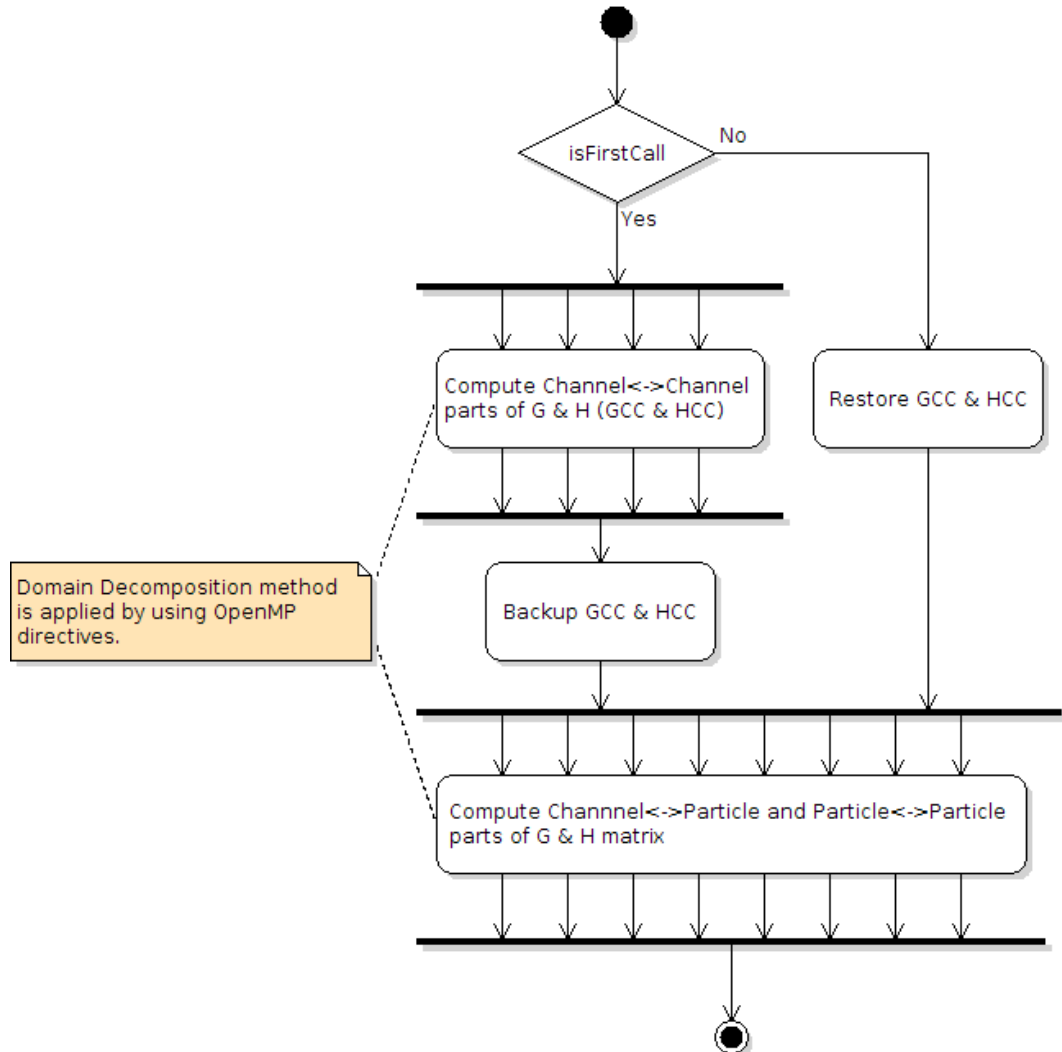 isFirstCall
No
Yes
Compute Channel<->Channel
parts of G & H (GCC & HCC)
Restore GCC & HCC
Domain Decomposition method
is applied by using OpenMP
directives.
Backup GCC & HCC
Compute Channnel<->Particle and Particle<->Particle
parts of G & H matrix